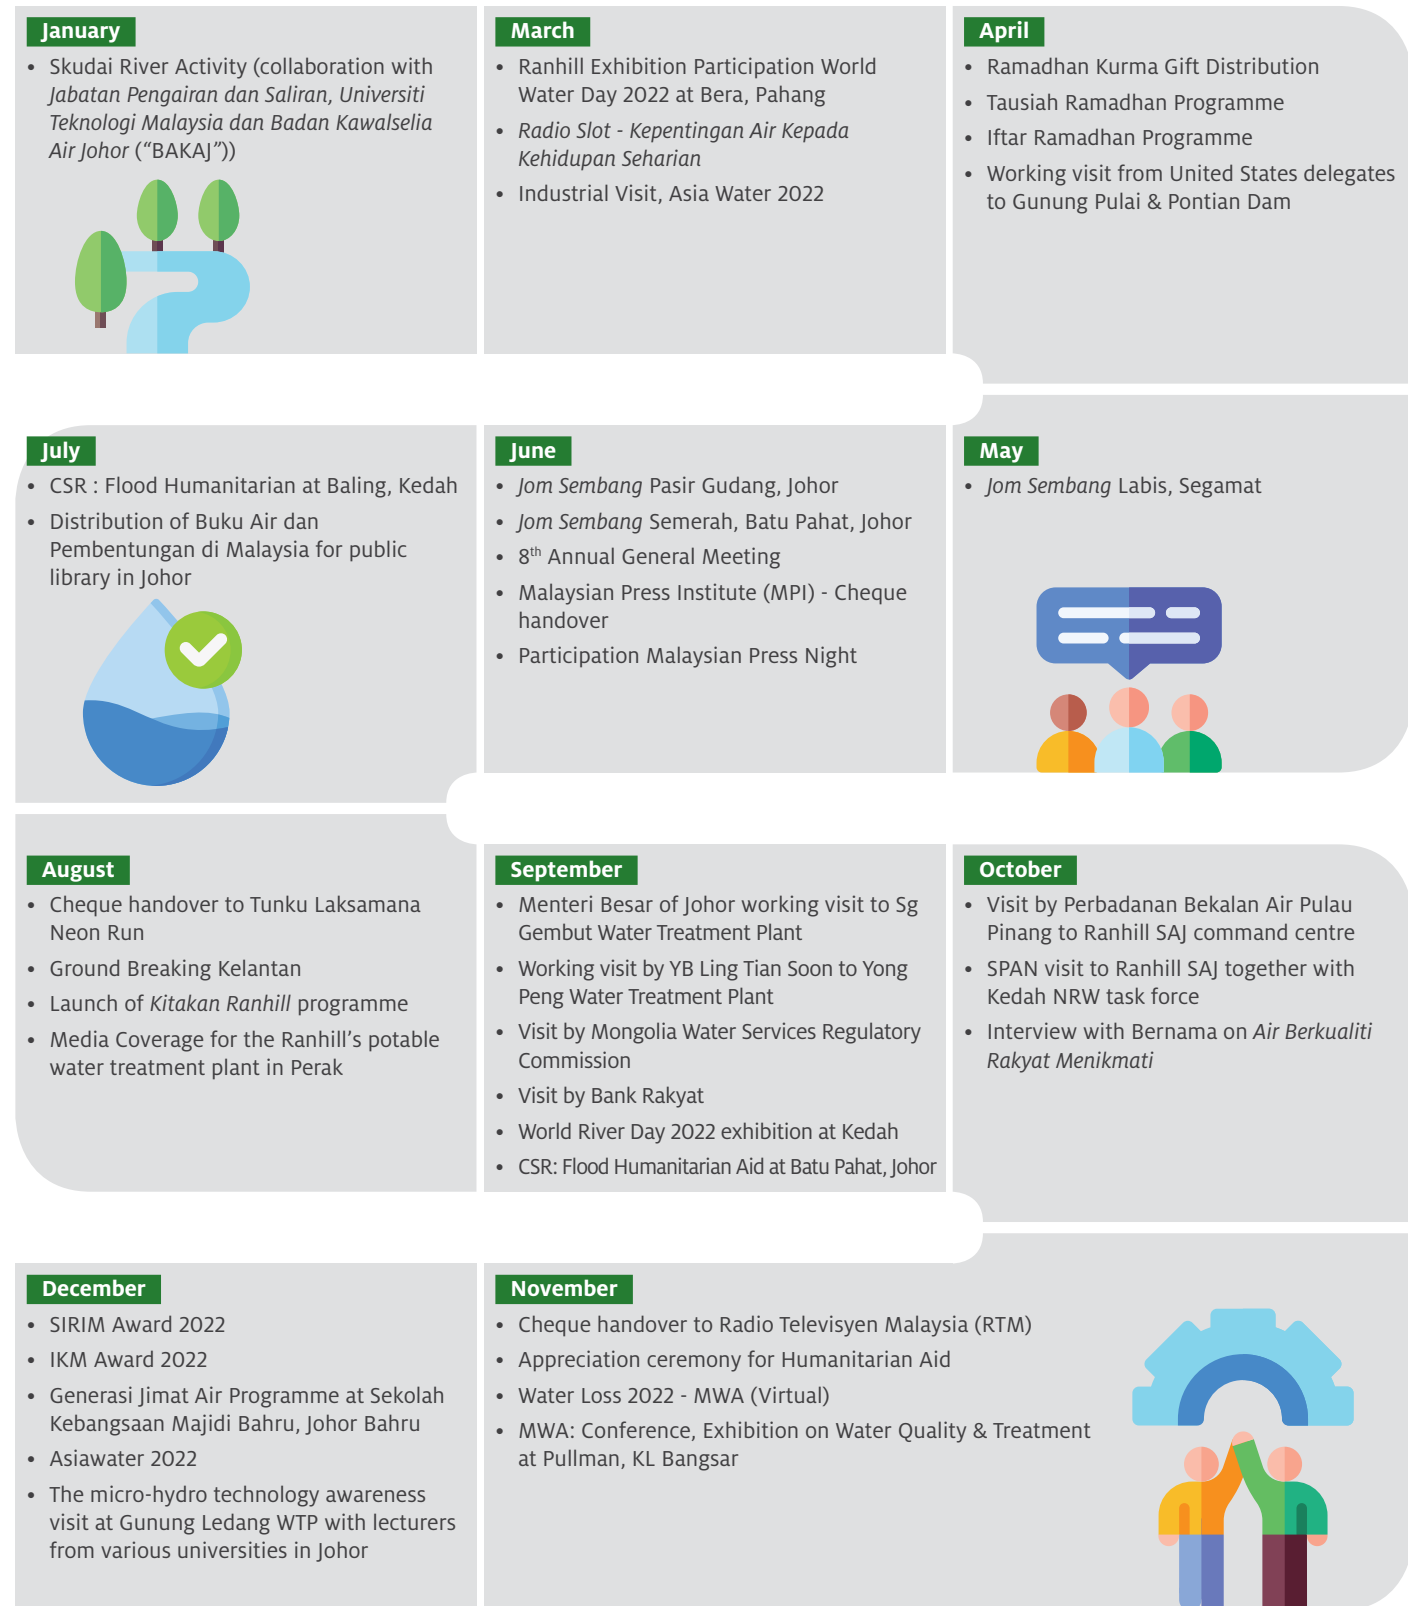 January
• Skudai River Activity (collaboration with
Jabatan Pengairan dan Saliran, Universiti
Teknologi Malaysia dan Badan Kawalselia
Air Johor (“BAKAJ”))
March
• Ranhill Exhibition Participation World
Water Day 2022 at Bera, Pahang
• Radio Slot - Kepentingan Air Kepada
Kehidupan Seharian
• Industrial Visit, Asia Water 2022
April
• Ramadhan Kurma Gift Distribution
• Tausiah Ramadhan Programme
• Iftar Ramadhan Programme
• Working visit from United States delegates
to Gunung Pulai & Pontian Dam
May
• Jom Sembang Labis, Segamat
June
• Jom Sembang Pasir Gudang, Johor
• Jom Sembang Semerah, Batu Pahat, Johor
• 8th Annual General Meeting
• Malaysian Press Institute (MPI) - Cheque
handover
• Participation Malaysian Press Night
July
• CSR : Flood Humanitarian at Baling, Kedah
• Distribution of Buku Air dan
Pembentungan di Malaysia for public
library in Johor
August
• Cheque handover to Tunku Laksamana
Neon Run
• Ground Breaking Kelantan
• Launch of Kitakan Ranhill programme
• Media Coverage for the Ranhill’s potable
water treatment plant in Perak
September
• Menteri Besar of Johor working visit to Sg
Gembut Water Treatment Plant
• Working visit by YB Ling Tian Soon to Yong
Peng Water Treatment Plant
• Visit by Mongolia Water Services Regulatory
Commission
• Visit by Bank Rakyat
• World River Day 2022 exhibition at Kedah
• CSR: Flood Humanitarian Aid at Batu Pahat, Johor
October
• Visit by Perbadanan Bekalan Air Pulau
Pinang to Ranhill SAJ command centre
• SPAN visit to Ranhill SAJ together with
Kedah NRW task force
• Interview with Bernama on Air Berkualiti
Rakyat Menikmati
November
• Cheque handover to Radio Televisyen Malaysia (RTM)
• Appreciation ceremony for Humanitarian Aid
• Water Loss 2022 - MWA (Virtual)
• MWA: Conference, Exhibition on Water Quality & Treatment
at Pullman, KL Bangsar
December
• SIRIM Award 2022
• IKM Award 2022
• Generasi Jimat Air Programme at Sekolah
Kebangsaan Majidi Bahru, Johor Bahru
• Asiawater 2022
• The micro-hydro technology awareness
visit at Gunung Ledang WTP with lecturers
from various universities in Johor